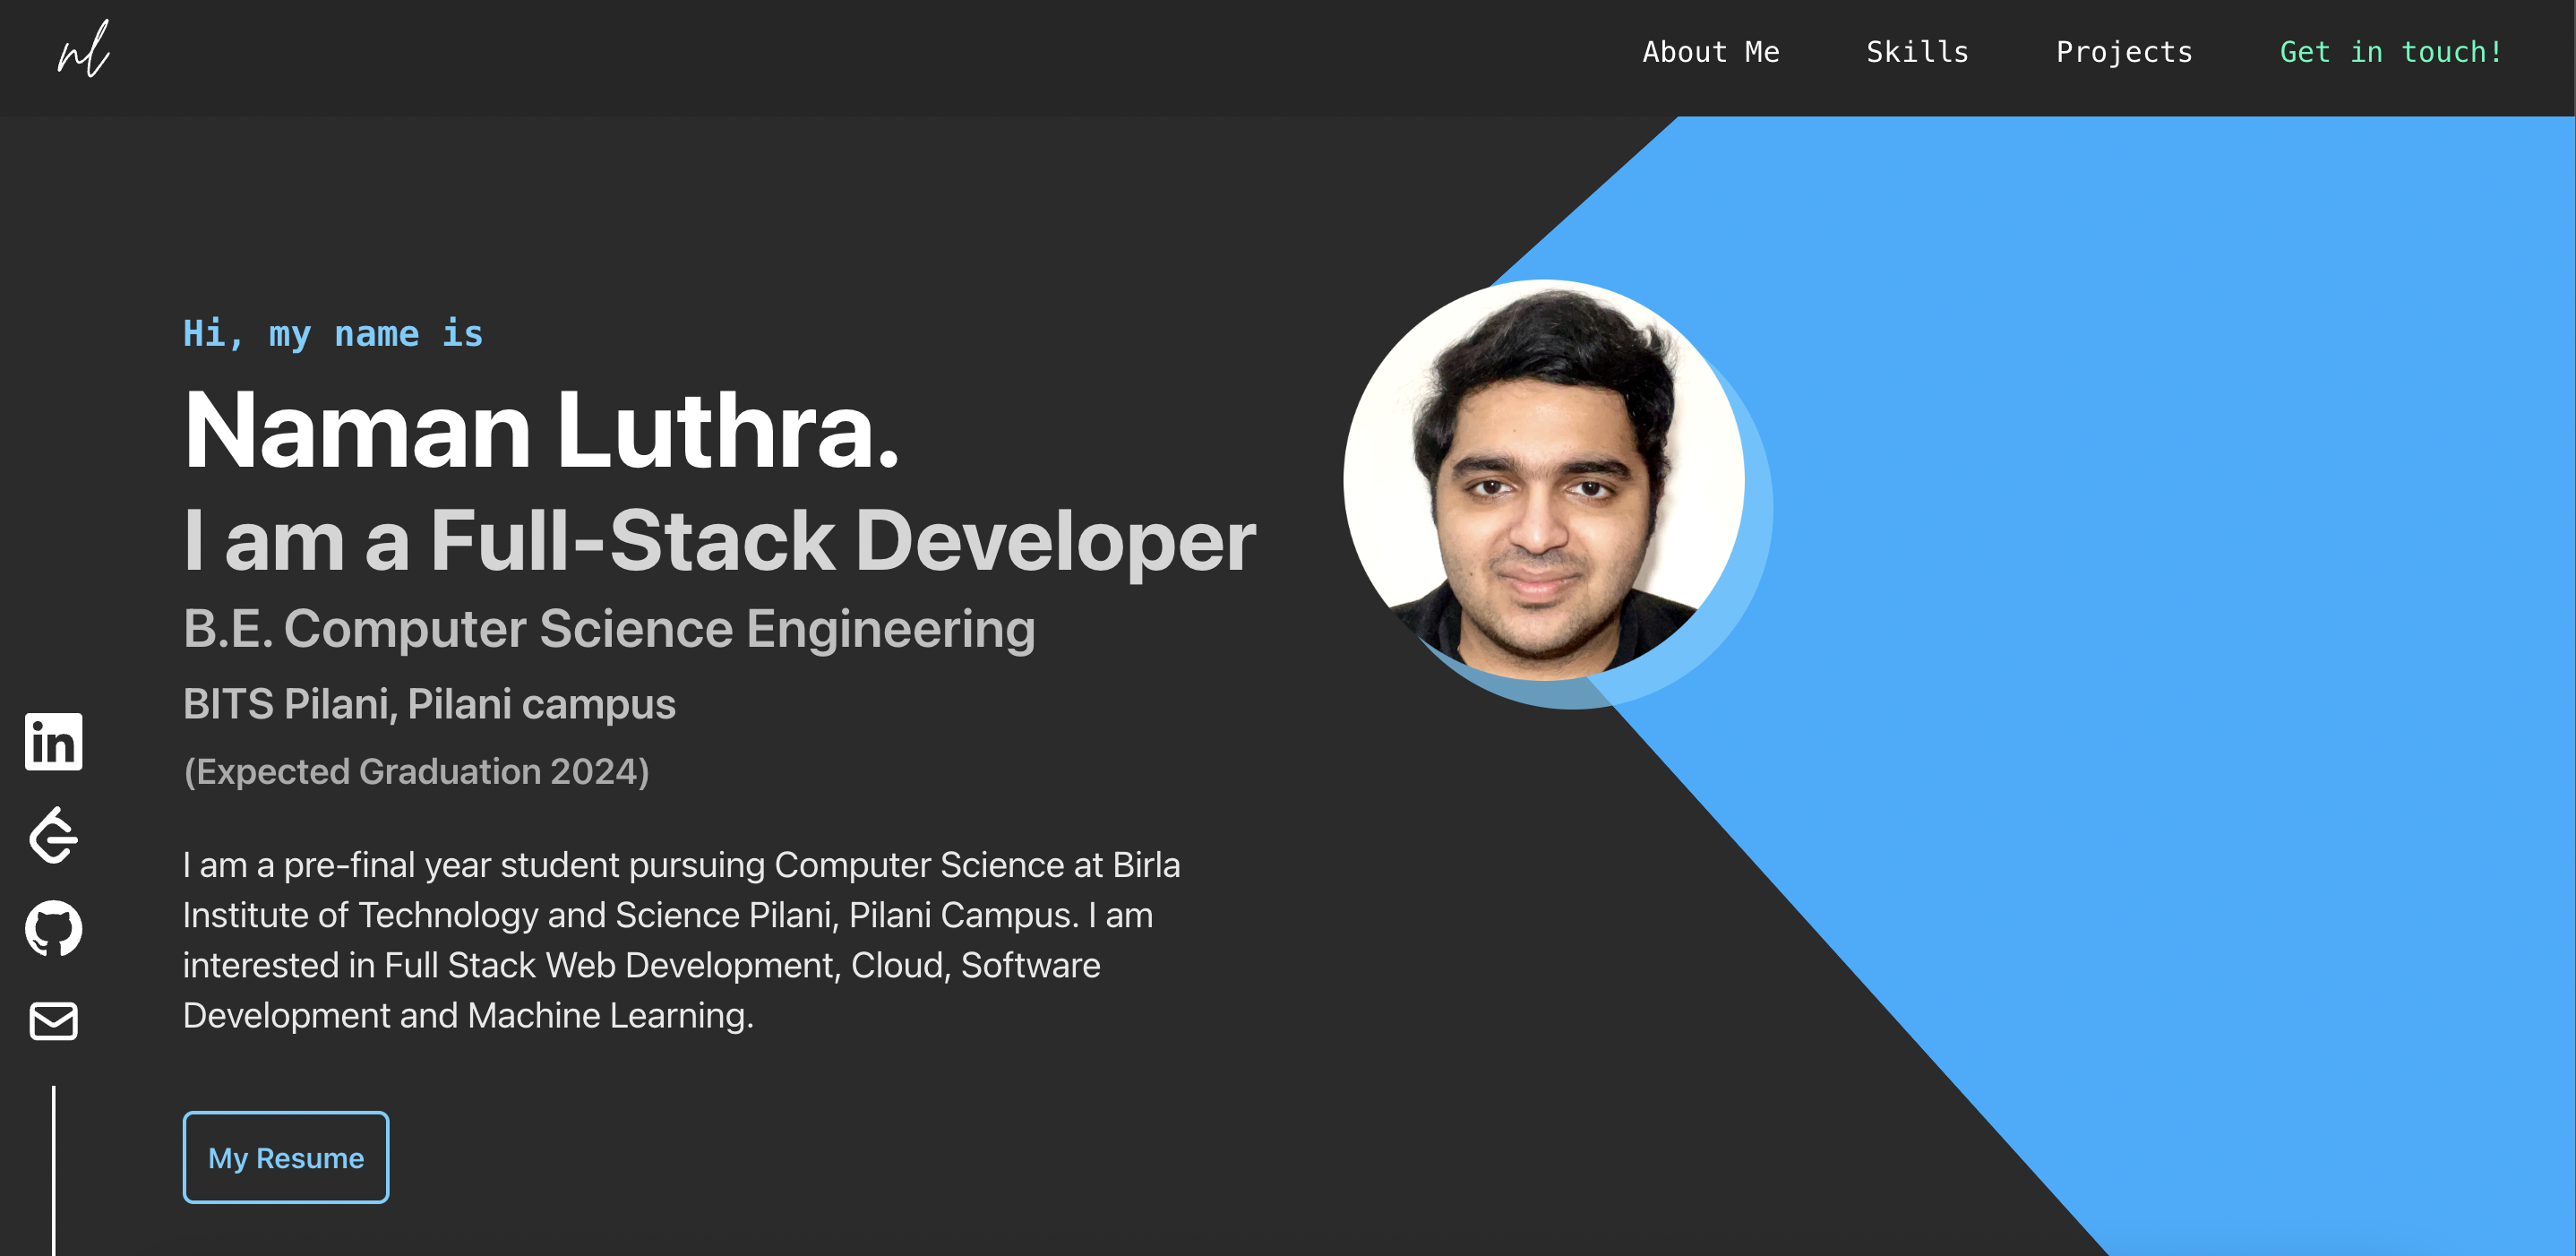 nl
About Me
Skills
Projects
Get in touch!
Hi, my name is
Naman Luthra.
I am a Full-Stack Developer
B.E. Computer Science Engineering
BITS Pilani, Pilani campus
(Expected Graduation 2024)
in
I am a pre-final year student pursuing Computer Science at Birla
Institute of Technology and Science Pilani, Pilani Campus. I am
interested in Full Stack Web Development, Cloud, Software
Development and Machine Learning.
My Resume